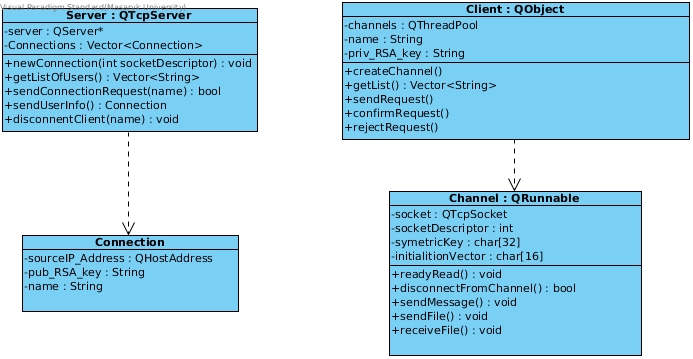 Visual Paradigm Standard(Masaryk University)
Server : QTcpServer
-server : QServer*
-Connections : Vector<Connection>
+newConnection(int socketDescriptor) : void
+getListOfUsers() : Vector<String>
+sendConnectionRequest(name) : bool
+sendUserInfo() : Connection
+disconnentClient(name) : void
Client : QObject
-channels : QThreadPool
-name : String
-priv_RSA_key : String
+createChannel()
+getList() : Vector<String>
+sendRequest()
+confirmRequest()
+rejectRequest()
Connection
-sourceIP_Address : QHostAddress
-pub_RSA_key : String
-name : String
Channel : QRunnable
-socket : QTcpSocket
-socketDescriptor : int
-symetricKey : char[32]
-initialitionVector : char[16]
+readyRead() : void
+disconnectFromChannel() : bool
+sendMessage() : void
+sendFile() : void
+receiveFile() : void